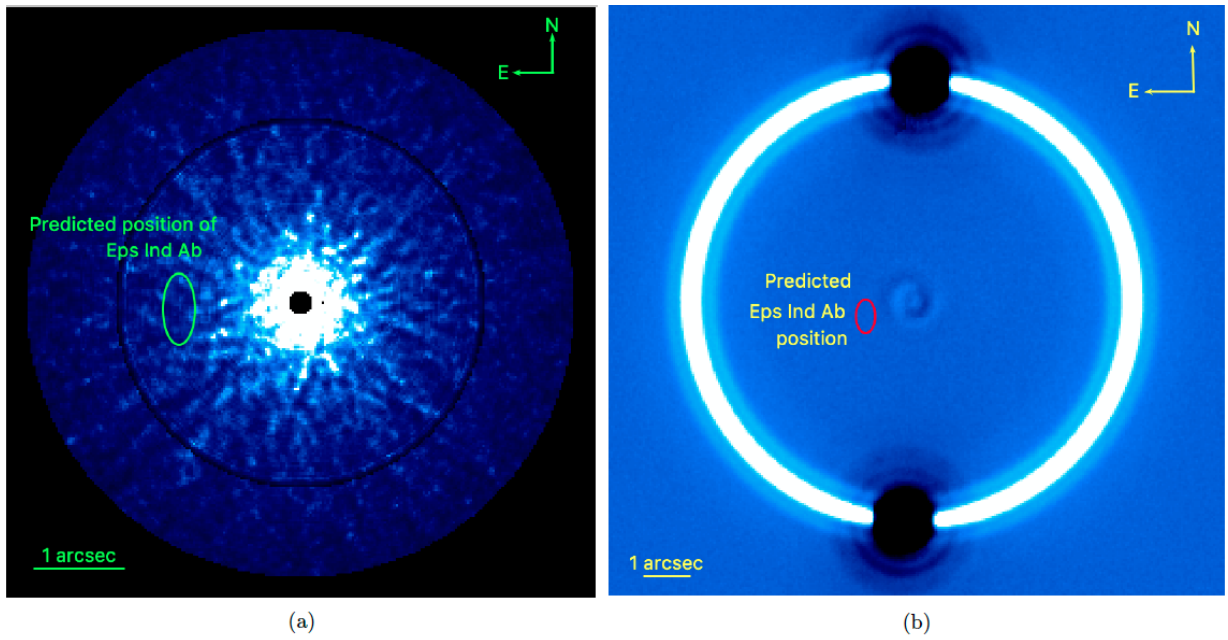 N
E
Predicted position of
Eps Ind Ab
1 arcsec
(a)
N
E
Predicted
Eps Ind Ab
position
1 arcsec
(b)